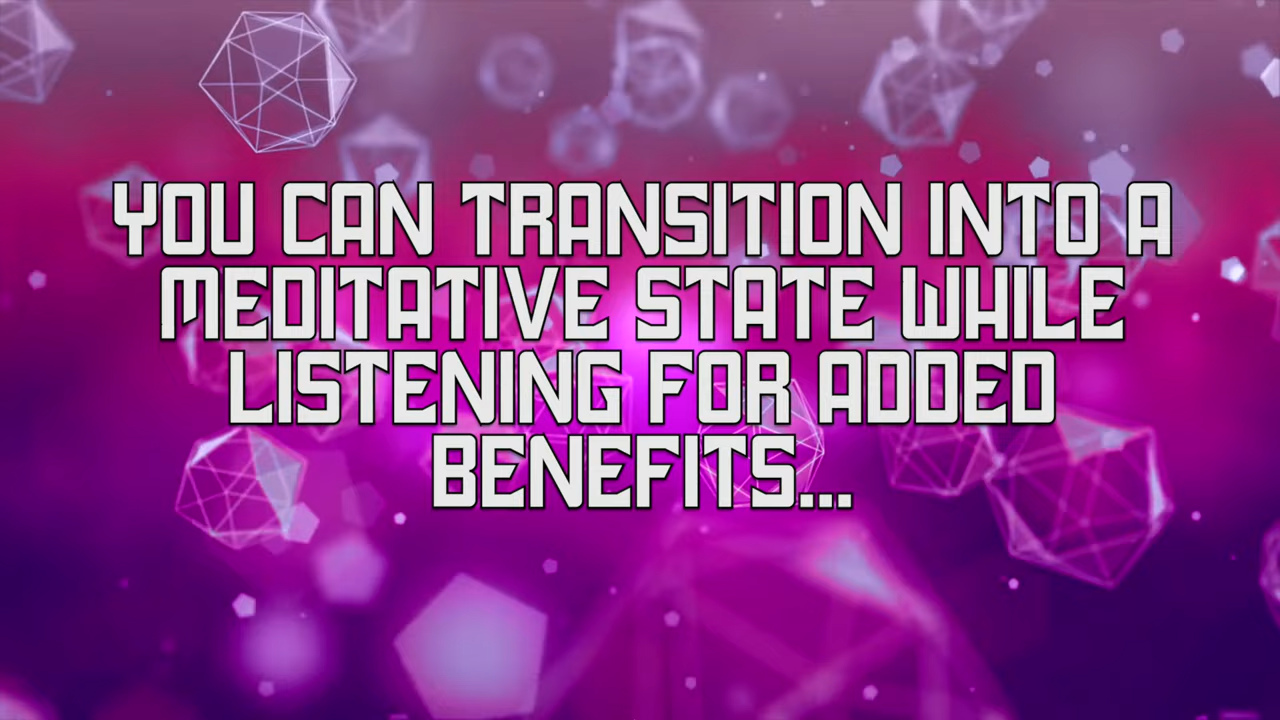 YOU CAN TRANSITION INTO A
MEDITATIVE STATE WHILE
LISTENING FOR ADDED
BENEFITS...